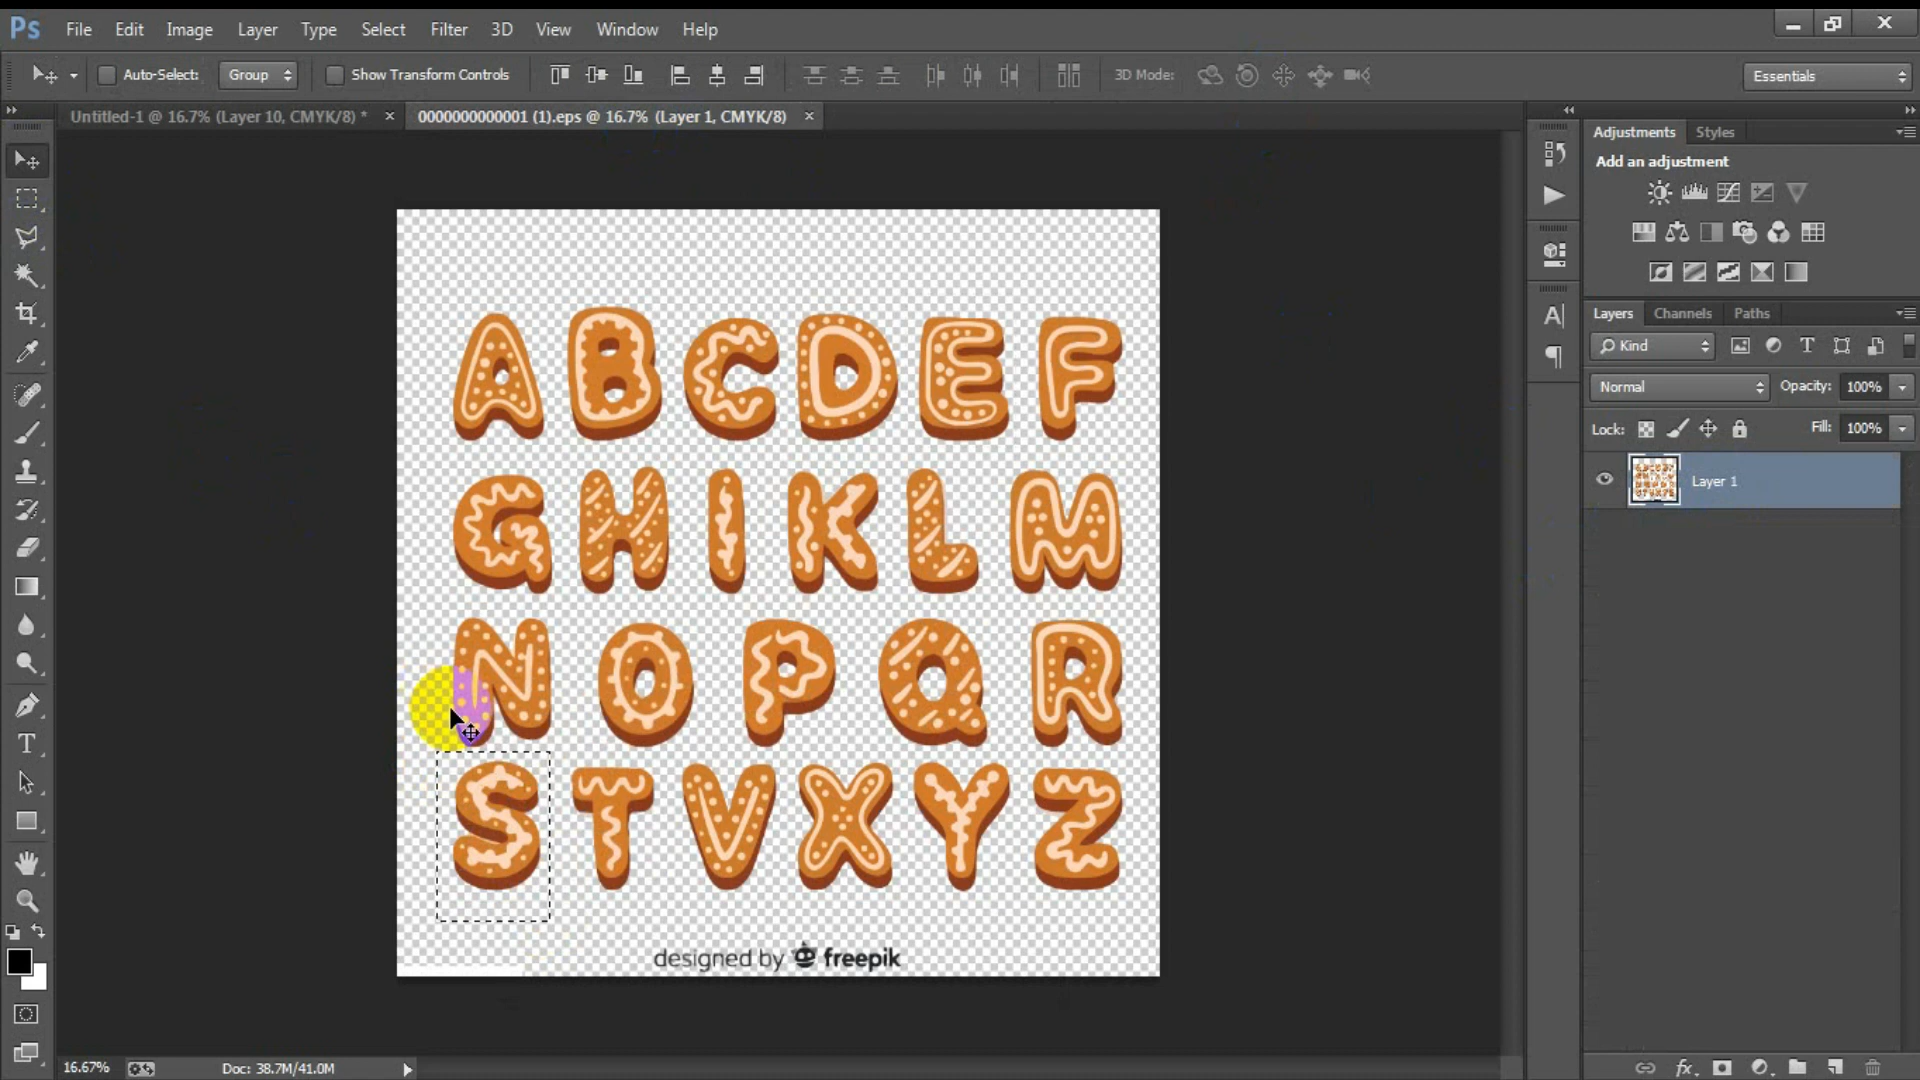 Ps File Edit Image Layer Type Select Filter 3D View Window Help
Auto-Select: Group Show Transform Controls 3D Mode: Essentials
Untitled-1 @ 16.7% (Layer 10, CMYK/8) * × 0000000000001 (1).eps @ 16.7% (Layer 1, CMYK/8) ×
Adjustments Styles
Add an adjustment
Layers Channels Paths
Kind
Normal Opacity: 100%
Lock: Fill: 100%
Layer 1
A B C D E F
G H I K L M
N O P Q R
S T V X Y Z
designed by freepik
16.67% Doc: 38.7M/41.0M